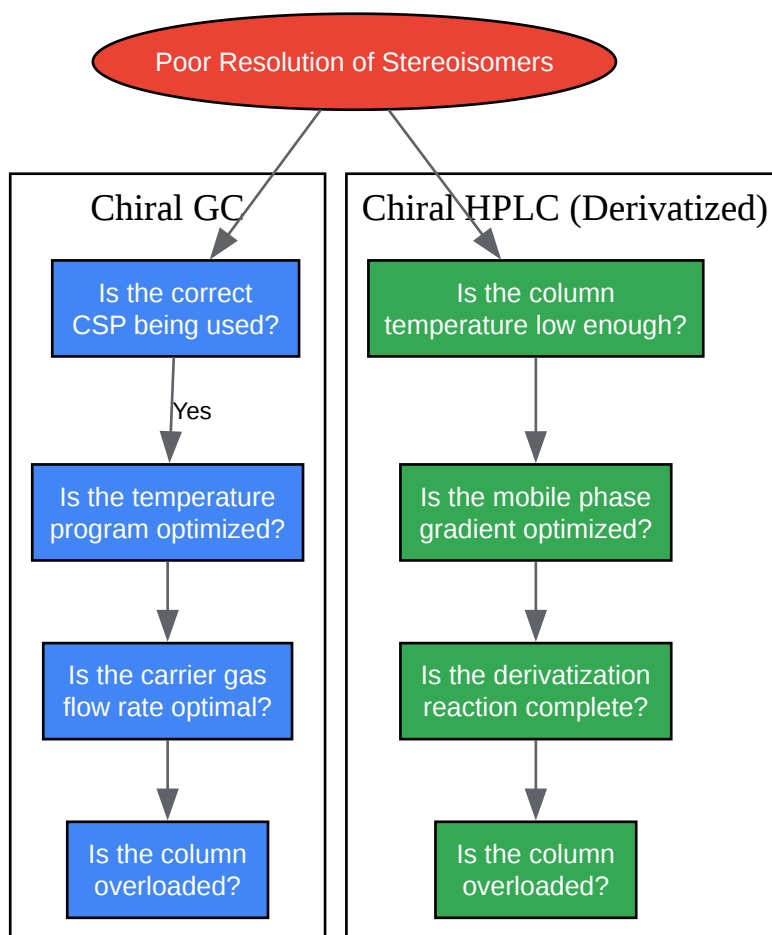 Poor Resolution of Stereoisomers
Chiral GC
Is the correct
CSP being used?
Yes
Is the temperature
program optimized?
Is the carrier gas
flow rate optimal?
Is the column
overloaded?
Chiral HPLC (Derivatized)
Is the column
temperature low enough?
Is the mobile phase
gradient optimized?
Is the derivatization
reaction complete?
Is the column
overloaded?